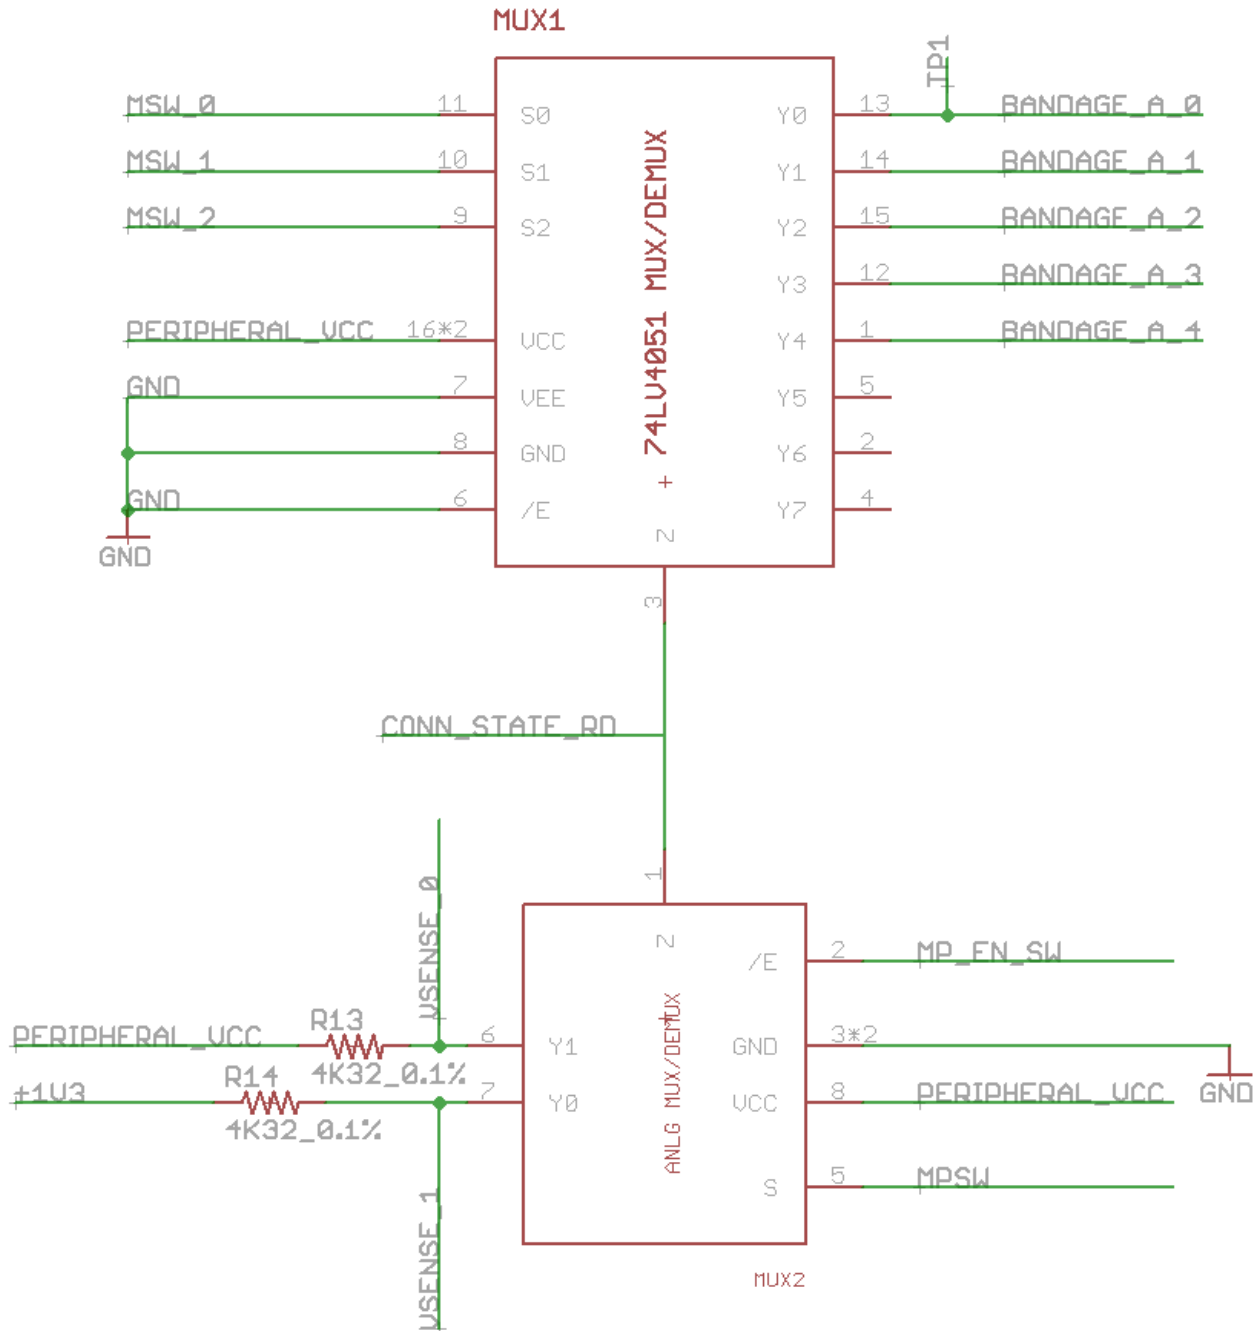 MUX1
TP1
MSW_0 11 S0 Y0 13 BANDAGE_A_0
MSW_1 10 S1 Y1 14 BANDAGE_A_1
MSW_2 9 S2 Y2 15 BANDAGE_A_2
Y3 12 BANDAGE_A_3
PERIPHERAL_VCC 16*2 VCC Y4 1 BANDAGE_A_4
GND 7 VEE Y5 5
8 GND Y6 2
GND 6 /E Y7 4
74LV4051 MUX/DEMUX
+
Z
GND
3
CONN_STATE_RD
1
Z
VSENSE_0
/E 2 MP_EN_SW
PERIPHERAL_VCC R13 6 Y1 GND 3*2
4K32_0.1%
+1V3 R14 7 Y0 VCC 8 PERIPHERAL_VCC GND
4K32_0.1%
ANLG MUX/DEMUX
+
S 5 MPSW
VSENSE_1
MUX2